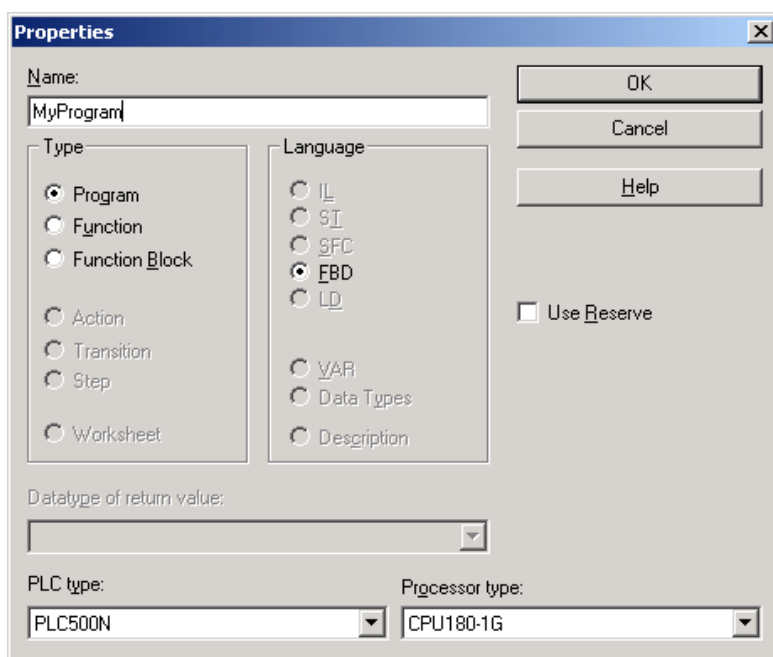 Properties
Name:
MyProgram
OK
Cancel
Help
Type
Program
Function
Function Block
Action
Transition
Step
Worksheet
Language
IL
ST
SFC
FBD
LD
VAR
Data Types
Description
Use Reserve
Datatype of return value:
PLC type:
PLC500N
Processor type:
CPU180-1G